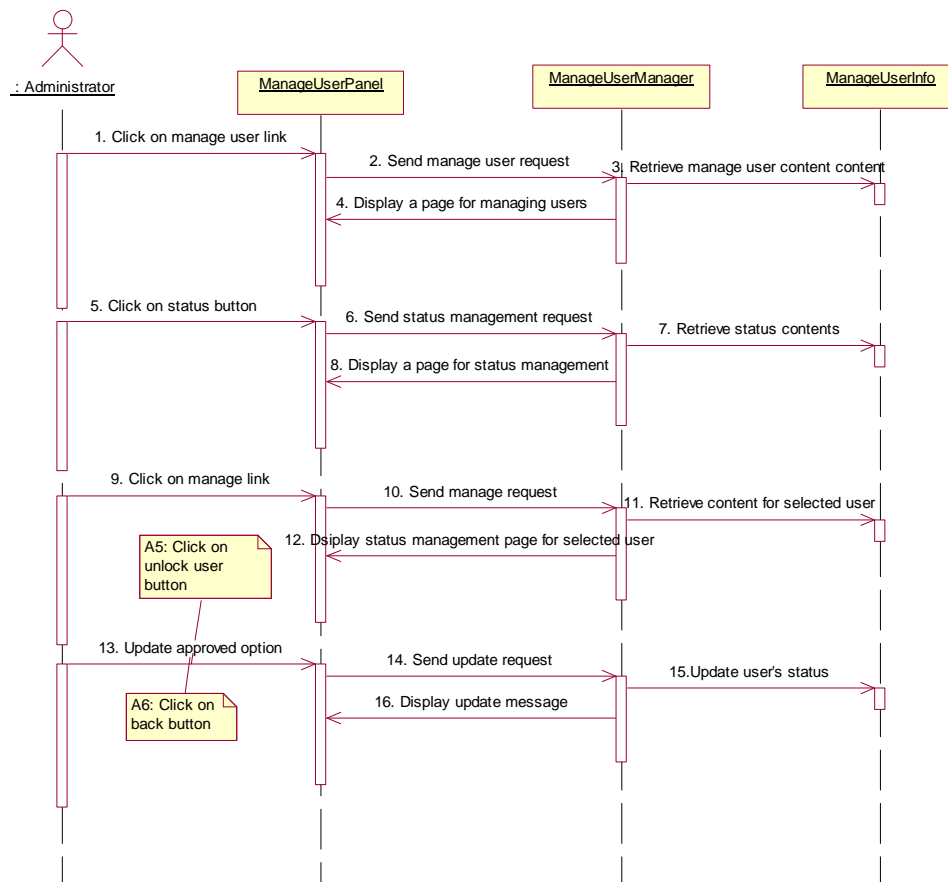 : Administrator
ManageUserPanel
ManageUserManager
ManageUserInfo
1. Click on manage user link
2. Send manage user request
3. Retrieve manage user content content
4. Display a page for managing users
5. Click on status button
6. Send status management request
7. Retrieve status contents
8. Display a page for status management
9. Click on manage link
10. Send manage request
11. Retrieve content for selected user
12. Dsiplay status management page for selected user
A5: Click on
unlock user
button
13. Update approved option
14. Send update request
15.Update user's status
16. Display update message
A6: Click on
back button